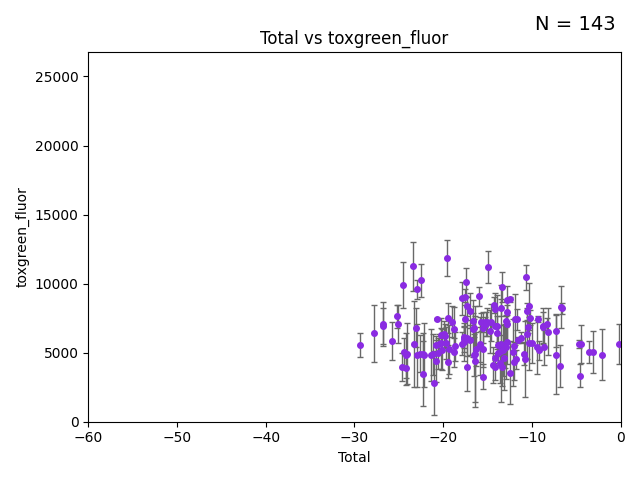 N = 143
Total vs toxgreen_fluor
25000
20000
15000
10000
5000
0
toxgreen_fluor
−60 −50 −40 −30 −20 −10 0
Total